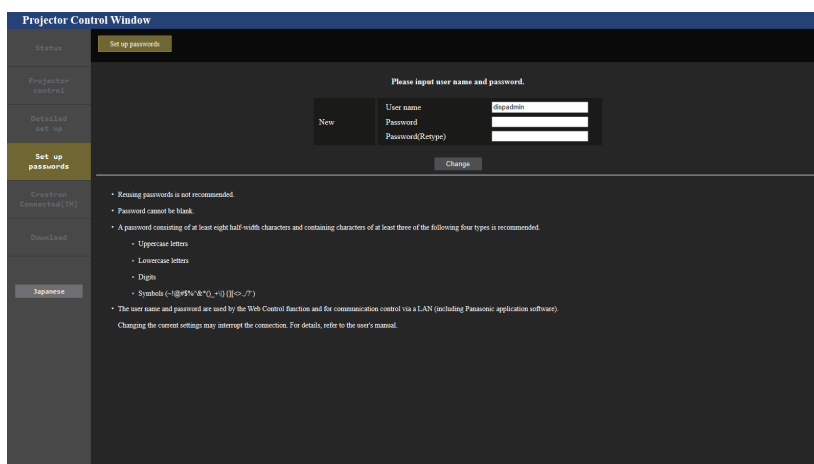 Projector Control Window
Status
Projector
control
Detailed
set up
Set up
passwords
Crestron
Connected(TM)
Download
Japanese
Set up passwords
Please input user name and password.
New
User name
dispadmin
Password
Password(Retype)
Change
• Reusing passwords is not recommended.
• Password cannot be blank.
• A password consisting of at least eight half-width characters and containing characters of at least three of the following four types is recommended.
• Uppercase letters
• Lowercase letters
• Digits
• Symbols (~!@#$%^&*()_+\|} {][<>.,/?`)
• The user name and password are used by the Web Control function and for communication control via a LAN (including Panasonic application software).
Changing the current settings may interrupt the connection. For details, refer to the user's manual.